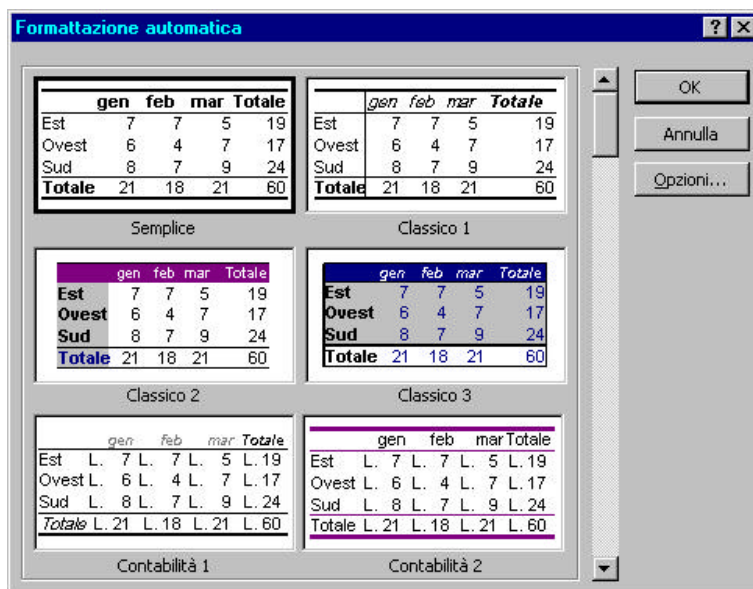 Formattazione automatica
gen feb mar Totale
Est 7 7 5 19
Ovest 6 4 7 17
Sud 8 7 9 24
Totale 21 18 21 60
Semplice
gen feb mar Totale
Est 7 7 5 19
Ovest 6 4 7 17
Sud 8 7 9 24
Totale 21 18 21 60
Classico 1
gen feb mar Totale
Est 7 7 5 19
Ovest 6 4 7 17
Sud 8 7 9 24
Totale 21 18 21 60
Classico 2
gen feb mar Totale
Est 7 7 5 19
Ovest 6 4 7 17
Sud 8 7 9 24
Totale 21 18 21 60
Classico 3
gen feb mar Totale
Est L. 7 L. 7 L. 5 L. 19
Ovest L. 6 L. 4 L. 7 L. 17
Sud L. 8 L. 7 L. 9 L. 24
Totale L. 21 L. 18 L. 21 L. 60
Contabilità 1
gen feb mar Totale
Est L. 7 L. 7 L. 5 L. 19
Ovest L. 6 L. 4 L. 7 L. 17
Sud L. 8 L. 7 L. 9 L. 24
Totale L. 21 L. 18 L. 21 L. 60
Contabilità 2
OK
Annulla
Opzioni...